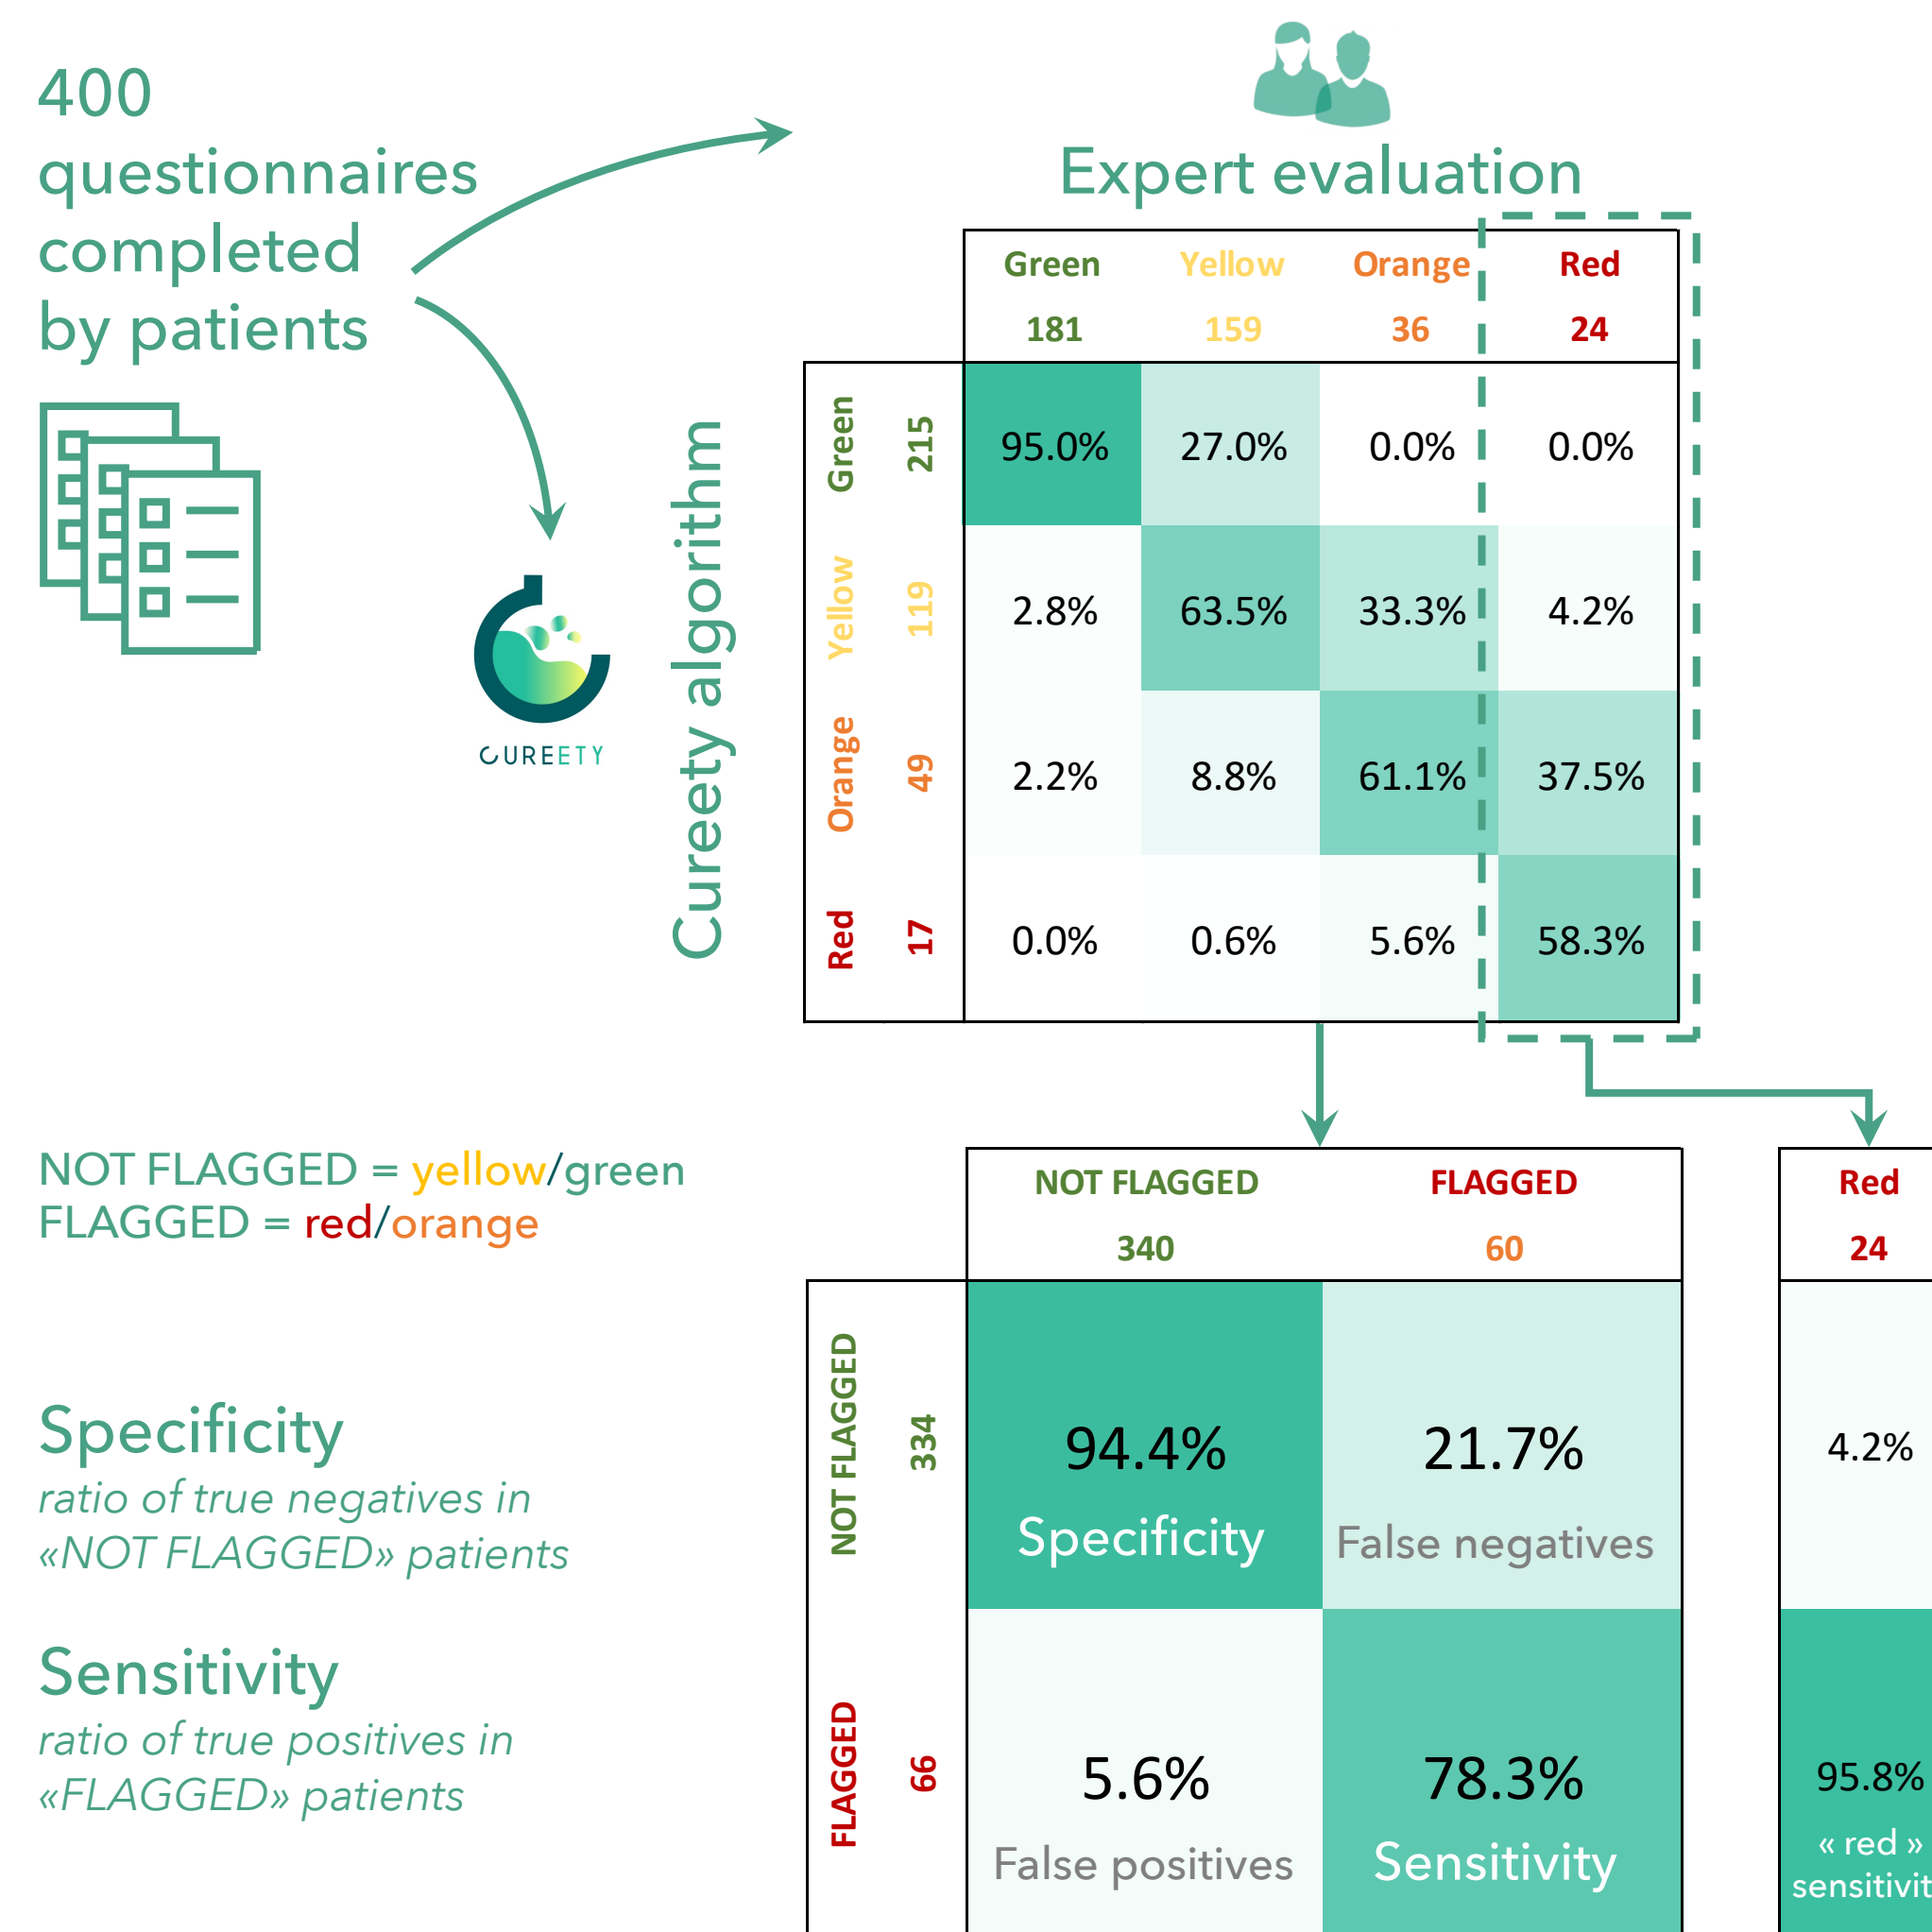 400
questionnaires
completed
by patients
CUREETY
Expert evaluation
Green Yellow Orange Red
181 159 36 24
Cureety algorithm
Green 215 95.0% 27.0% 0.0% 0.0%
Yellow 119 2.8% 63.5% 33.3% 4.2%
Orange 49 2.2% 8.8% 61.1% 37.5%
Red 17 0.0% 0.6% 5.6% 58.3%
NOT FLAGGED = yellow/green
FLAGGED = red/orange
NOT FLAGGED FLAGGED Red
340 60 24
NOT FLAGGED 334 94.4% 21.7% 4.2%
Specificity False negatives
FLAGGED 66 5.6% 78.3% 95.8%
False positives Sensitivity « red »
sensitivit
Specificity
ratio of true negatives in
«NOT FLAGGED» patients
Sensitivity
ratio of true positives in
«FLAGGED» patients